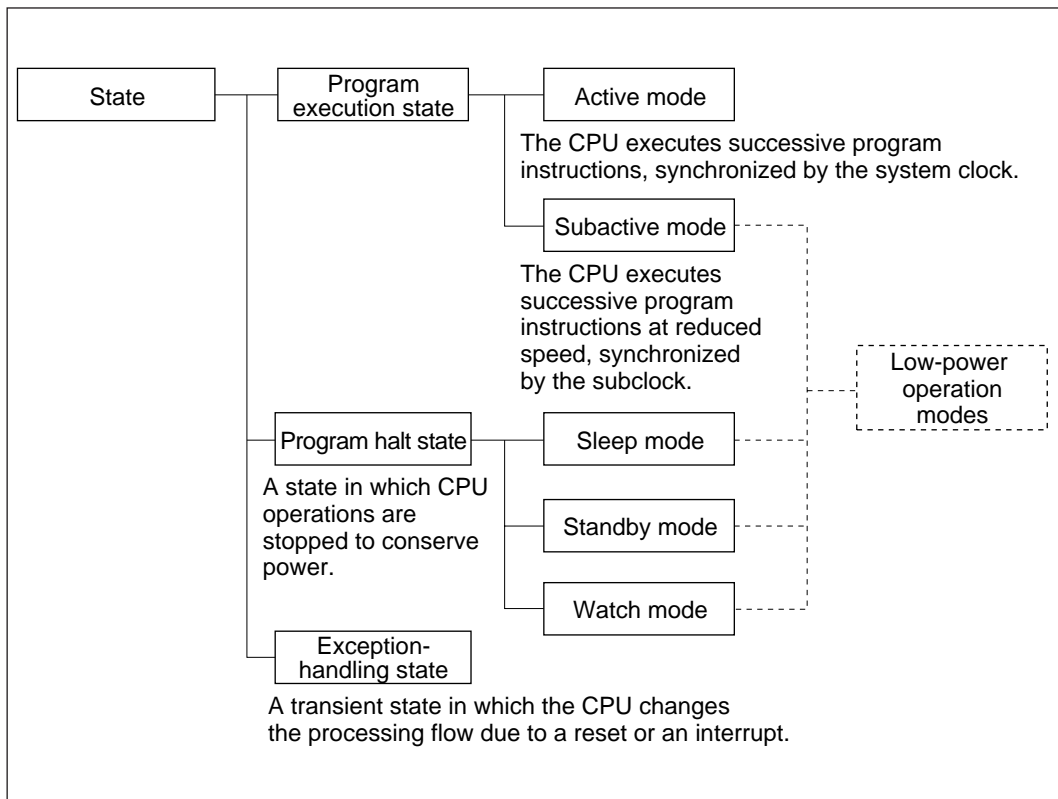 State
Program
execution state
Active mode
The CPU executes successive program
instructions, synchronized by the system clock.
Subactive mode
The CPU executes
successive program
instructions at reduced
speed, synchronized
by the subclock.
Low-power
operation
modes
Program halt state
A state in which CPU
operations are
stopped to conserve
power.
Sleep mode
Standby mode
Watch mode
Exception-
handling state
A transient state in which the CPU changes
the processing flow due to a reset or an interrupt.